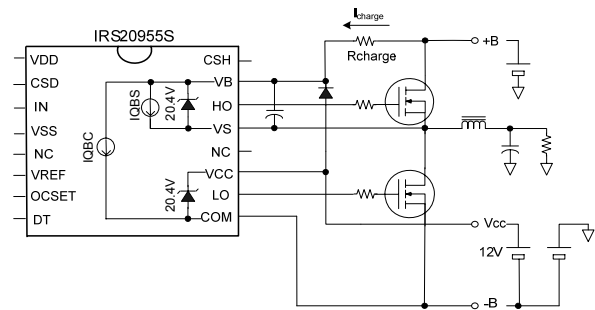 IRS20955S
Icharge
Rcharge
+B
VDD
CSD
IN
VSS
NC
VREF
OCSET
DT
CSH
VB
HO
VS
NC
VCC
LO
COM
IQBS
20.4V
IQBC
20.4V
Vcc
12V
-B